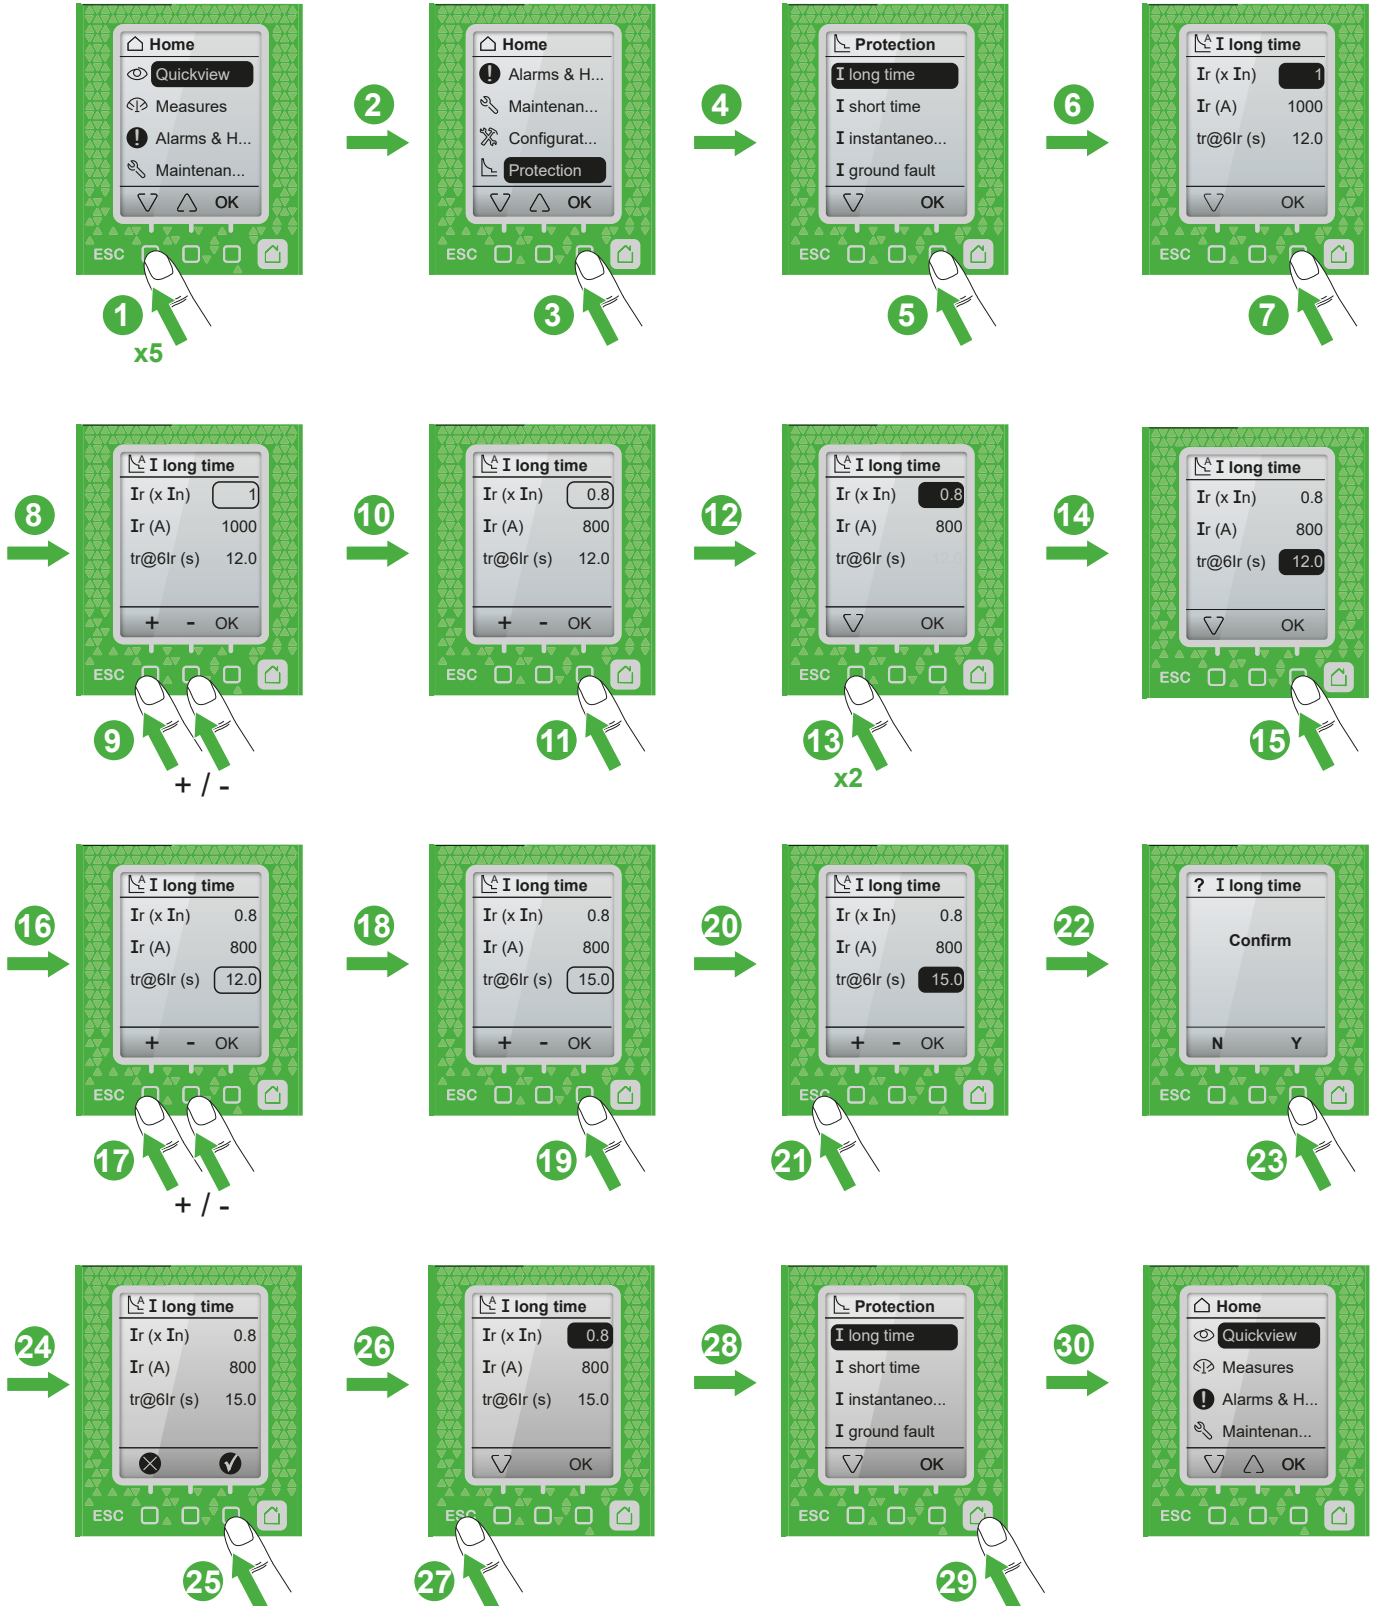 Home
Quickview
Measures
Alarms & H...
Maintenan...
OK
ESC
1
x5
2
Home
Alarms & H...
Maintenan...
Configurat...
Protection
OK
ESC
3
4
Protection
I long time
I short time
I instantaneo...
I ground fault
OK
ESC
5
6
A I long time
Ir (x In) 1
Ir (A) 1000
tr@6Ir (s) 12.0
OK
ESC
7
8
A I long time
Ir (x In) 1
Ir (A) 1000
tr@6Ir (s) 12.0
+ - OK
ESC
9
+ / -
10
A I long time
Ir (x In) 0.8
Ir (A) 800
tr@6Ir (s) 12.0
+ - OK
ESC
11
12
A I long time
Ir (x In) 0.8
Ir (A) 800
tr@6Ir (s) 12.0
OK
ESC
13
x2
14
A I long time
Ir (x In) 0.8
Ir (A) 800
tr@6Ir (s) 12.0
OK
ESC
15
16
A I long time
Ir (x In) 0.8
Ir (A) 800
tr@6Ir (s) 12.0
+ - OK
ESC
17
+ / -
18
A I long time
Ir (x In) 0.8
Ir (A) 800
tr@6Ir (s) 15.0
+ - OK
ESC
19
20
A I long time
Ir (x In) 0.8
Ir (A) 800
tr@6Ir (s) 15.0
+ - OK
ESC
21
22
? I long time
Confirm
N Y
ESC
23
24
A I long time
Ir (x In) 0.8
Ir (A) 800
tr@6Ir (s) 15.0
ESC
25
26
A I long time
Ir (x In) 0.8
Ir (A) 800
tr@6Ir (s) 15.0
OK
ESC
27
28
Protection
I long time
I short time
I instantaneo...
I ground fault
OK
ESC
29
30
Home
Quickview
Measures
Alarms & H...
Maintenan...
OK
ESC